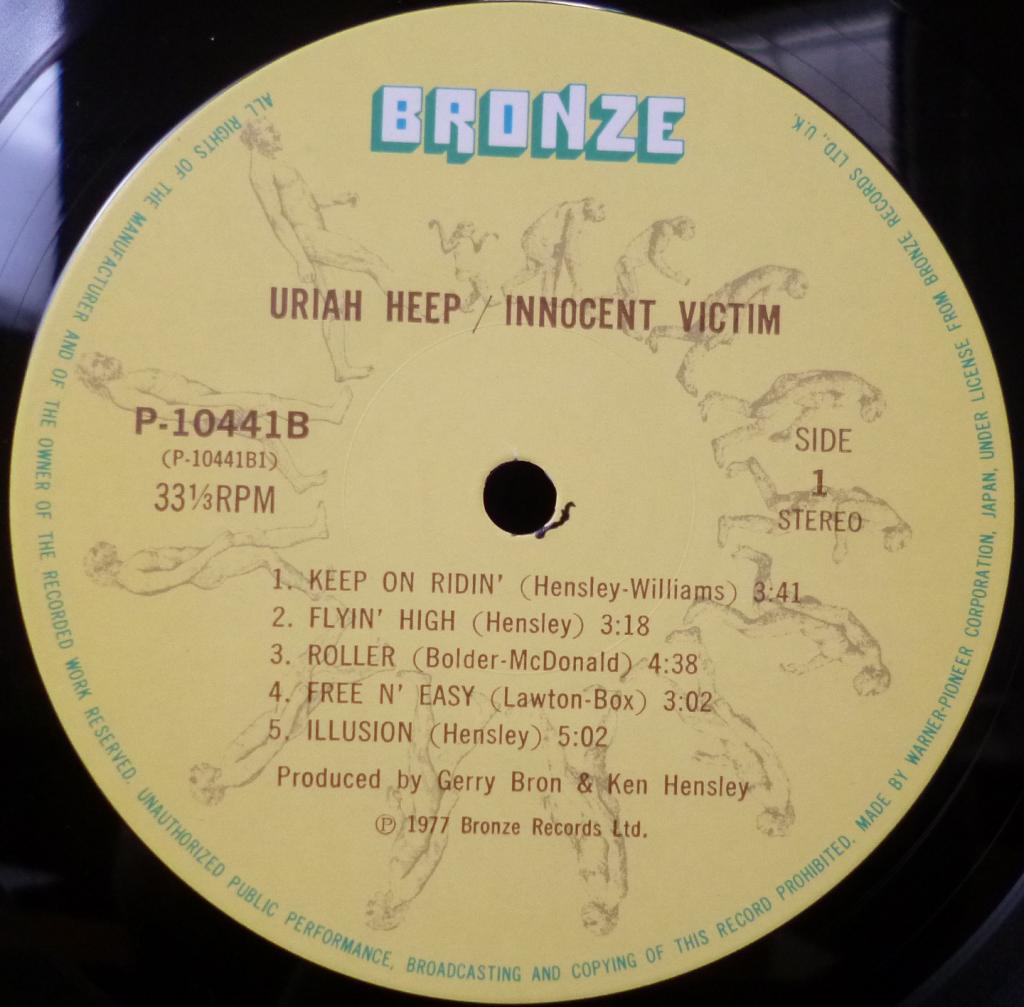 BRONZE
URIAH HEEP / INNOCENT VICTIM
P-10441B
(P-10441B1)
33⅓RPM
SIDE
1
STEREO
1. KEEP ON RIDIN' (Hensley-Williams) 3:41
2. FLYIN' HIGH (Hensley) 3:18
3. ROLLER (Bolder-McDonald) 4:38
4. FREE N' EASY (Lawton-Box) 3:02
5. ILLUSION (Hensley) 5:02
Produced by Gerry Bron & Ken Hensley
℗ 1977 Bronze Records Ltd.
ALL RIGHTS OF THE MANUFACTURER AND OF THE OWNER OF THE RECORDED WORK RESERVED. UNAUTHORIZED PUBLIC PERFORMANCE, BROADCASTING AND COPYING OF THIS RECORD PROHIBITED. MADE BY WARNER-PIONEER CORPORATION, JAPAN, UNDER LICENSE FROM BRONZE RECORDS LTD, U.K.